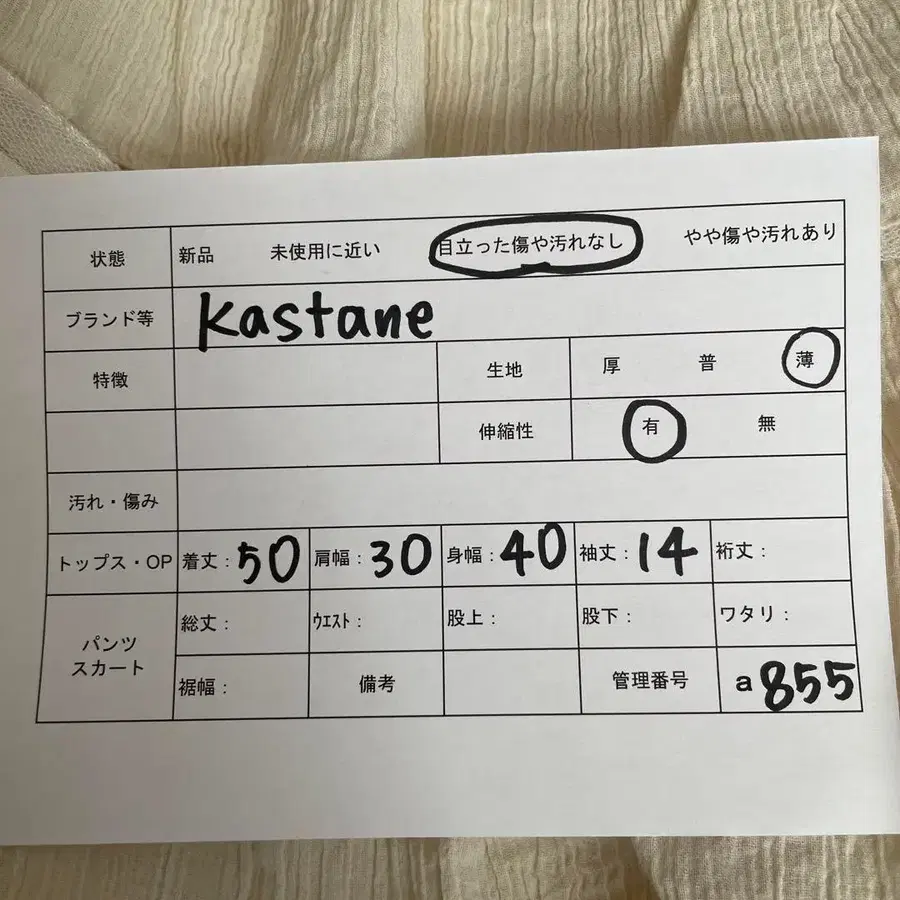 状態 新品 未使用に近い 目立った傷や汚れなし やや傷や汚れあり
ブランド等 Kastane
特徴 生地 厚 普 薄
伸縮性 有 無
汚れ・傷み
トップス・OP 着丈：50 肩幅：30 身幅：40 袖丈：14 裄丈：
パンツ スカート 総丈： ウエスト： 股上： 股下： ワタリ：
裾幅： 備考 管理番号 a 855